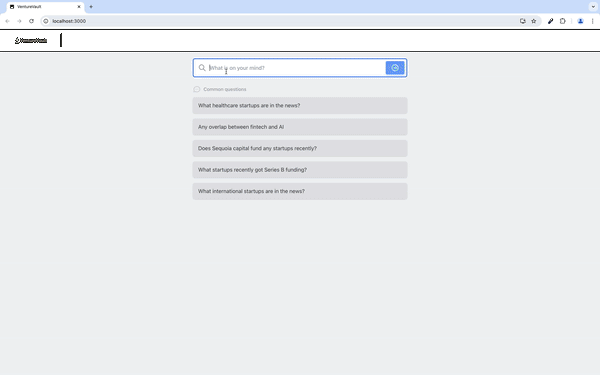 VentureVault
localhost:3000
VentureVault
What is on your mind?
Common questions
What healthcare startups are in the news?
Any overlap between fintech and AI
Does Sequoia capital fund any startups recently?
What startups recently got Series B funding?
What international startups are in the news?